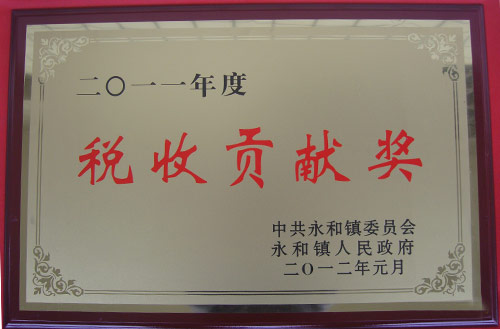 二〇一一年度
税收贡献奖
中共永和镇委员会
永和镇人民政府
二〇一二年元月